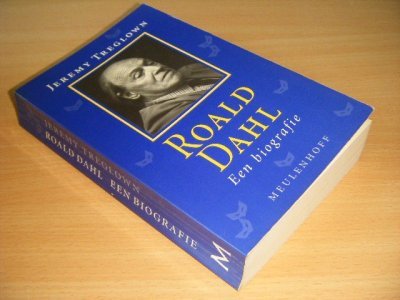 JEREMY TREGLOWN
ROALD
DAHL
Een biografie
MEULENHOFF
JEREMY TREGLOWN
ROALD DAHL EEN BIOGRAFIE
M